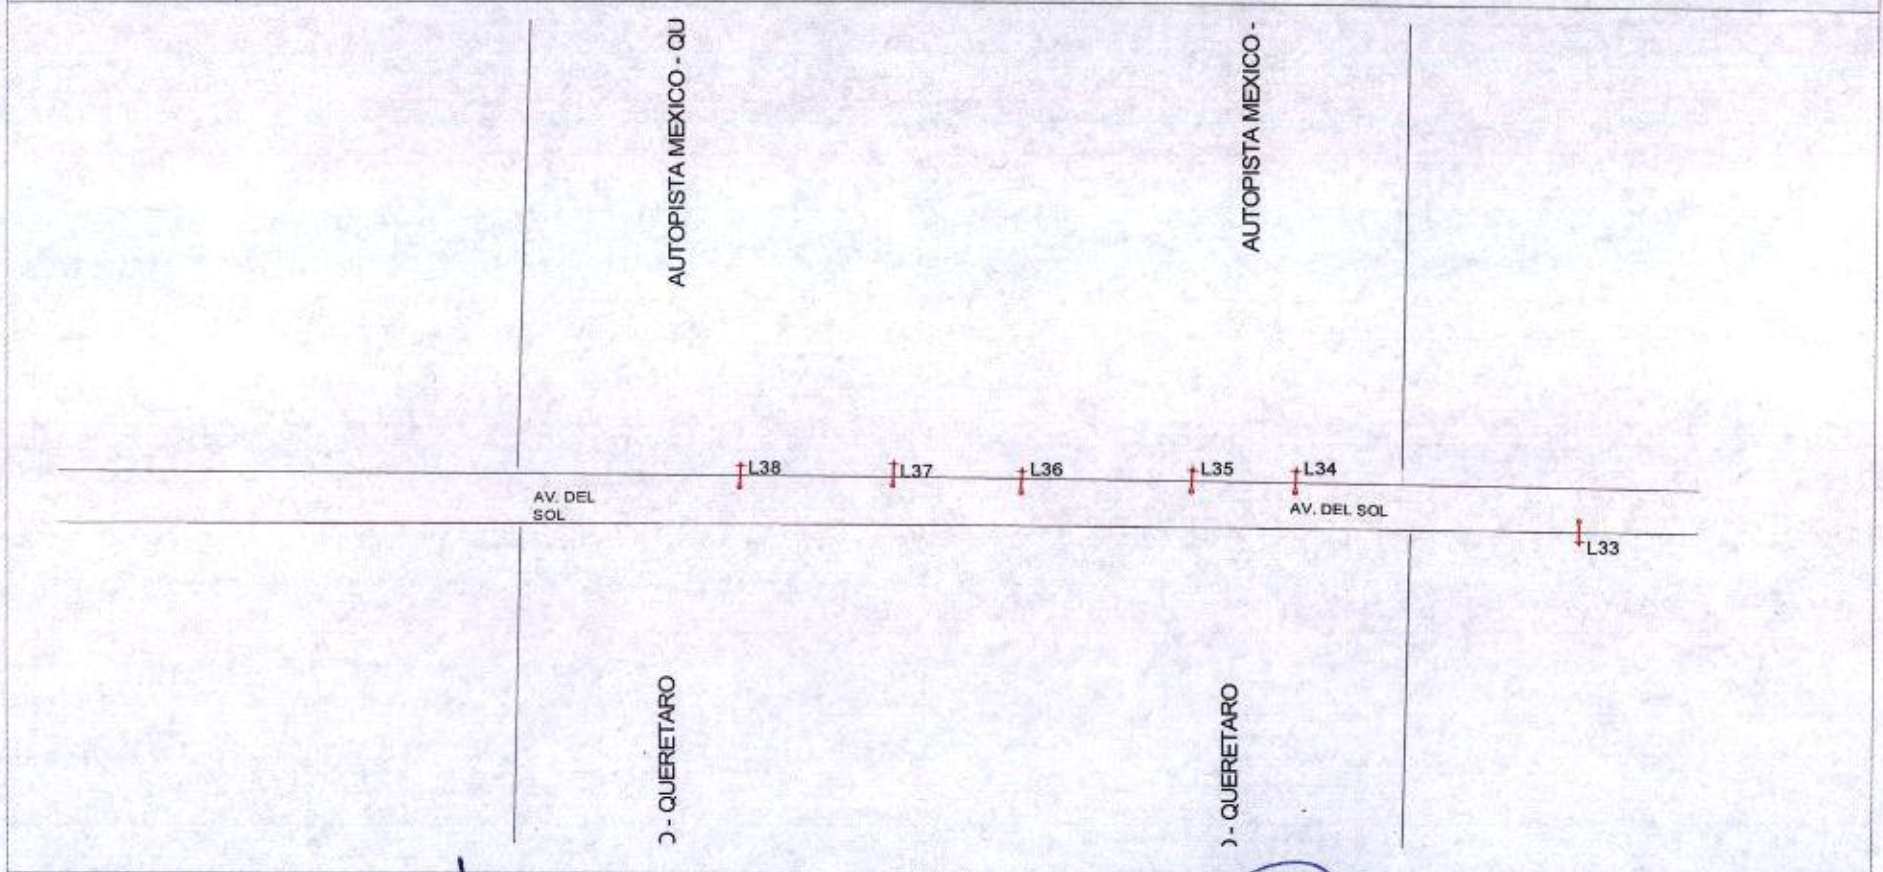 AUTOPISTA MEXICO - QU
AUTOPISTA MEXICO -
L38
L37
L36
L35
L34
AV. DEL
SOL
AV. DEL SOL
L33
O - QUERETARO
O - QUERETARO